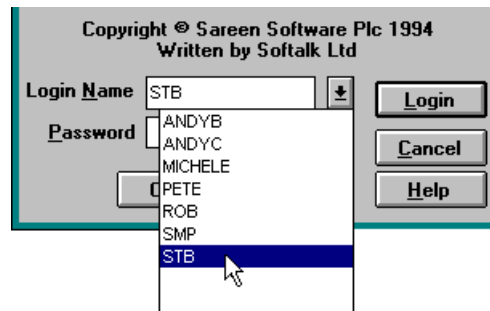 Copyright © Sareen Software Plc 1994
Written by Softalk Ltd
Login Name STB
Login
Password
ANDYB
ANDYC
Cancel
MICHELE
PETE
Help
ROB
SMP
STB